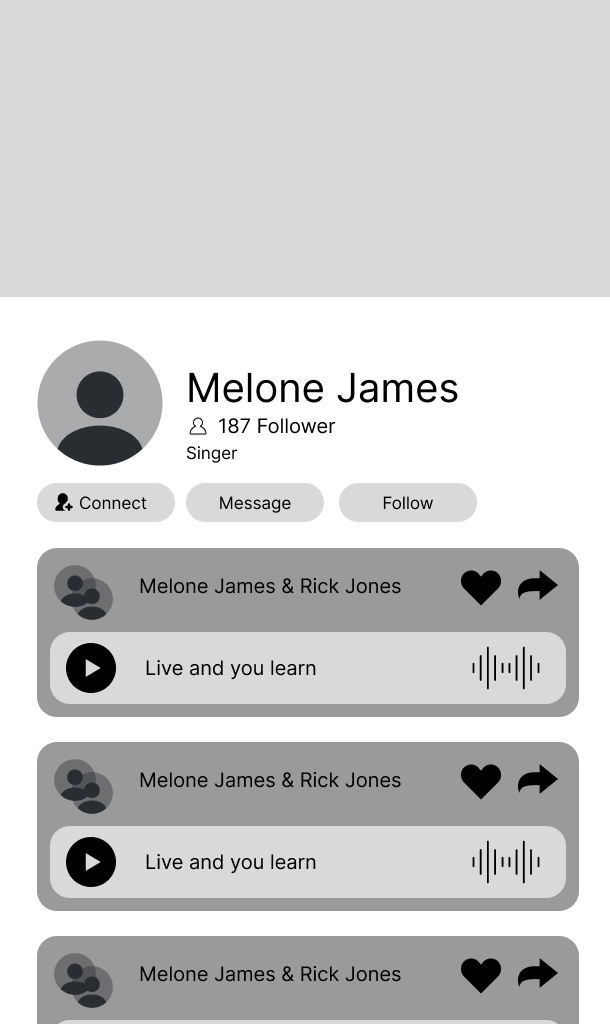 Melone James
187 Follower
Singer
Connect
Message
Follow
Melone James & Rick Jones
Live and you learn
Melone James & Rick Jones
Live and you learn
Melone James & Rick Jones